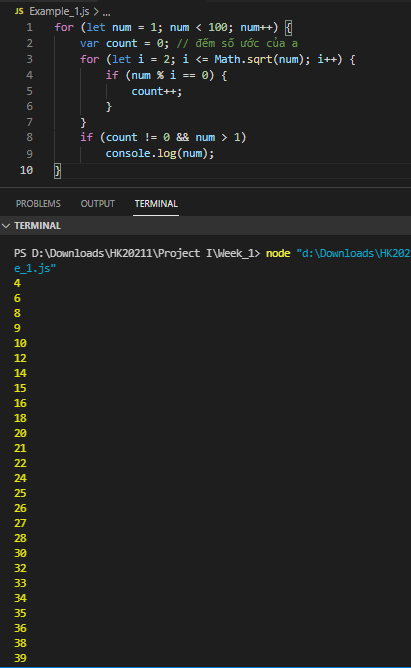 JS Example_1.js > ...
1 for (let num = 1; num < 100; num++) {
2 var count = 0; // đếm số ước của a
3 for (let i = 2; i <= Math.sqrt(num); i++) {
4 if (num % i == 0) {
5 count++;
6 }
7 }
8 if (count != 0 && num > 1)
9 console.log(num);
10 }
PROBLEMS OUTPUT TERMINAL
TERMINAL
PS D:\Downloads\HK20211\Project I\Week_1> node "d:\Downloads\HK202
e_1.js"
4
6
8
9
10
12
14
15
16
18
20
21
22
24
25
26
27
28
30
32
33
34
35
36
38
39